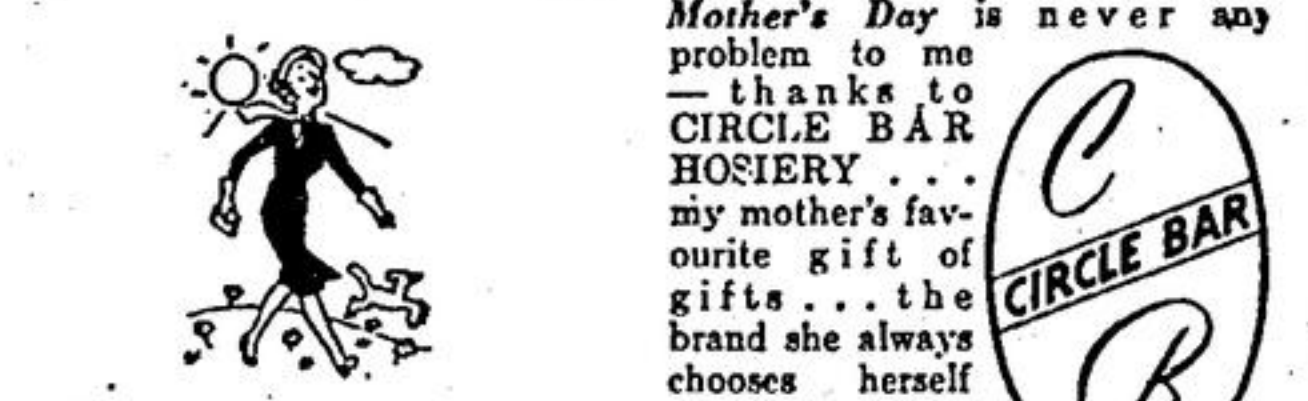 Mother's Day is never any
problem to me
— thanks to
CIRCLE BAR
HOSIERY . . .
my mother's fav-
ourite gift of
gifts . . . the
brand she always
chooses herself
C
CIRCLE BAR
B